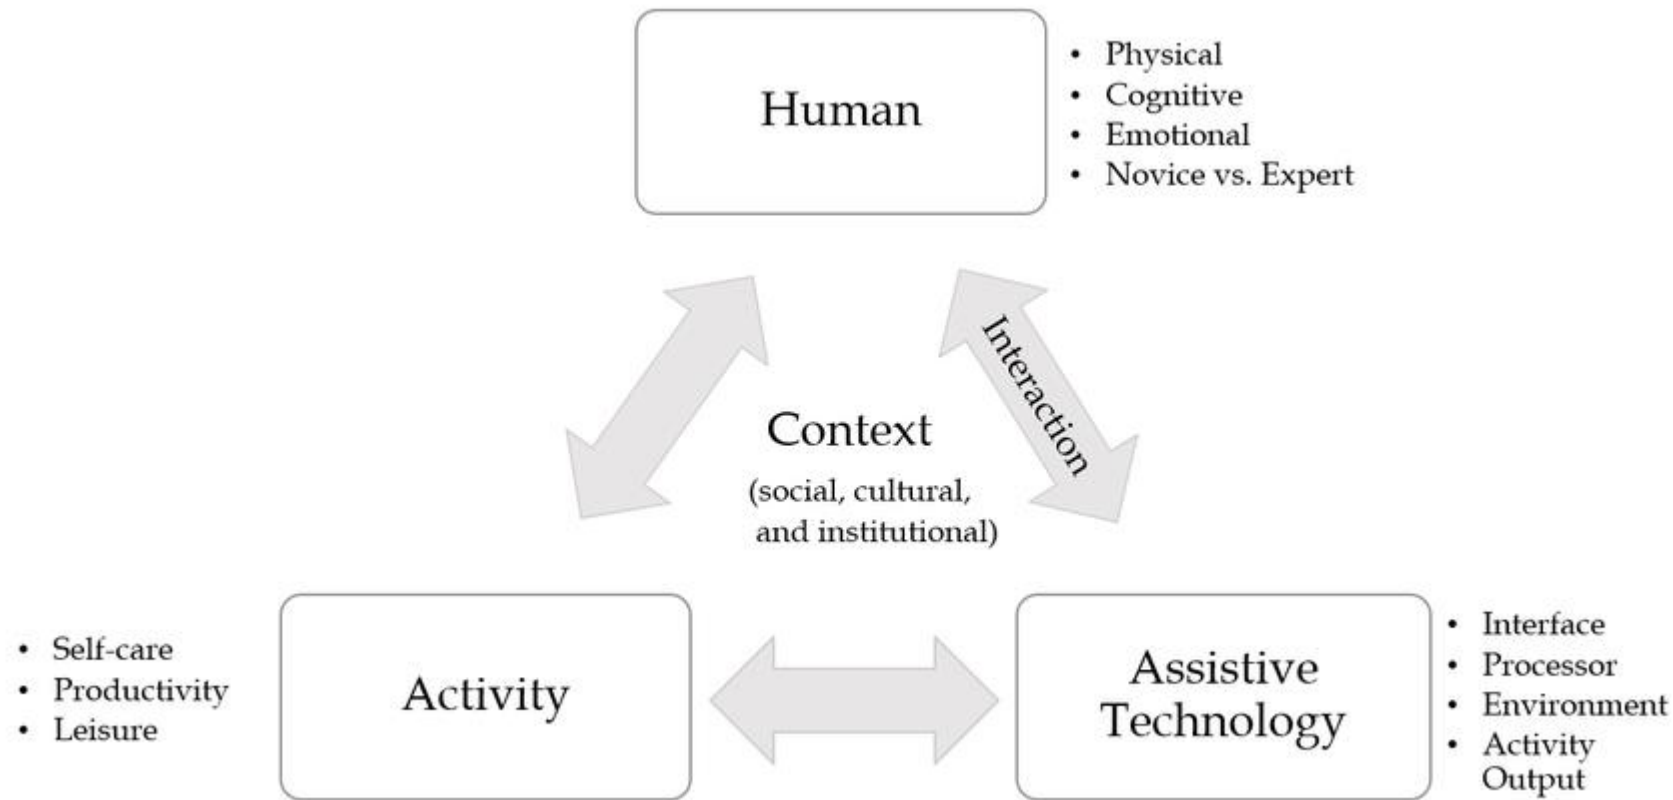 Human
• Physical
• Cognitive
• Emotional
• Novice vs. Expert
Interaction
Context
(social, cultural,
and institutional)
• Self-care
• Productivity
• Leisure
Activity
Assistive
Technology
• Interface
• Processor
• Environment
• Activity
Output